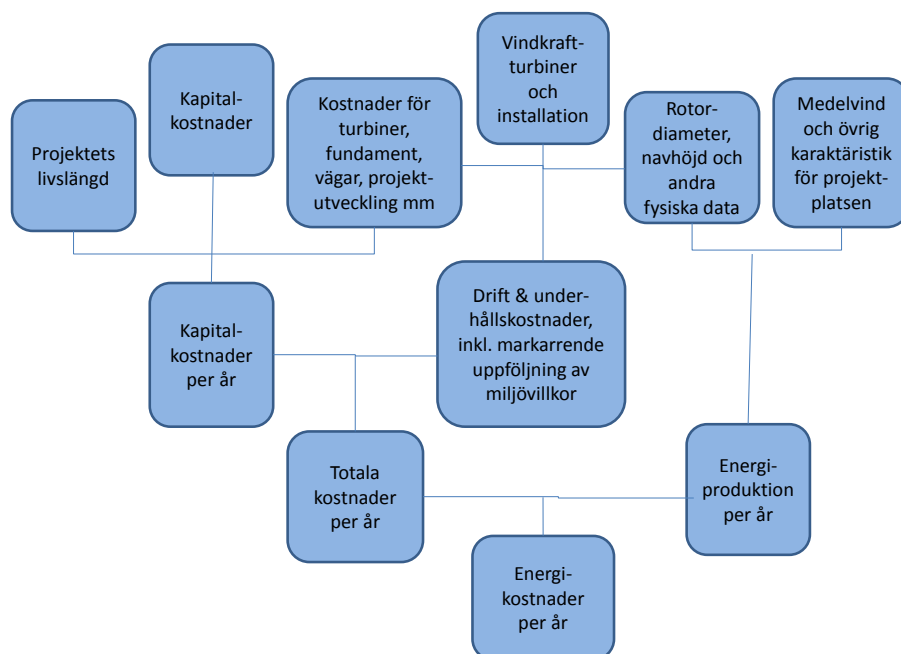 Projektets
livslängd
Kapital-
kostnader
Kostnader för
turbiner,
fundament,
vägar, projekt-
utveckling mm
Vindkraft-
turbiner
och
installation
Rotor-
diameter,
navhöjd och
andra
fysiska data
Medelvind
och övrig
karaktäristik
för projekt-
platsen
Kapital-
kostnader
per år
Drift & under-
hållskostnader,
inkl. markarrende
uppföljning av
miljövillkor
Totala
kostnader
per år
Energi-
produktion
per år
Energi-
kostnader
per år